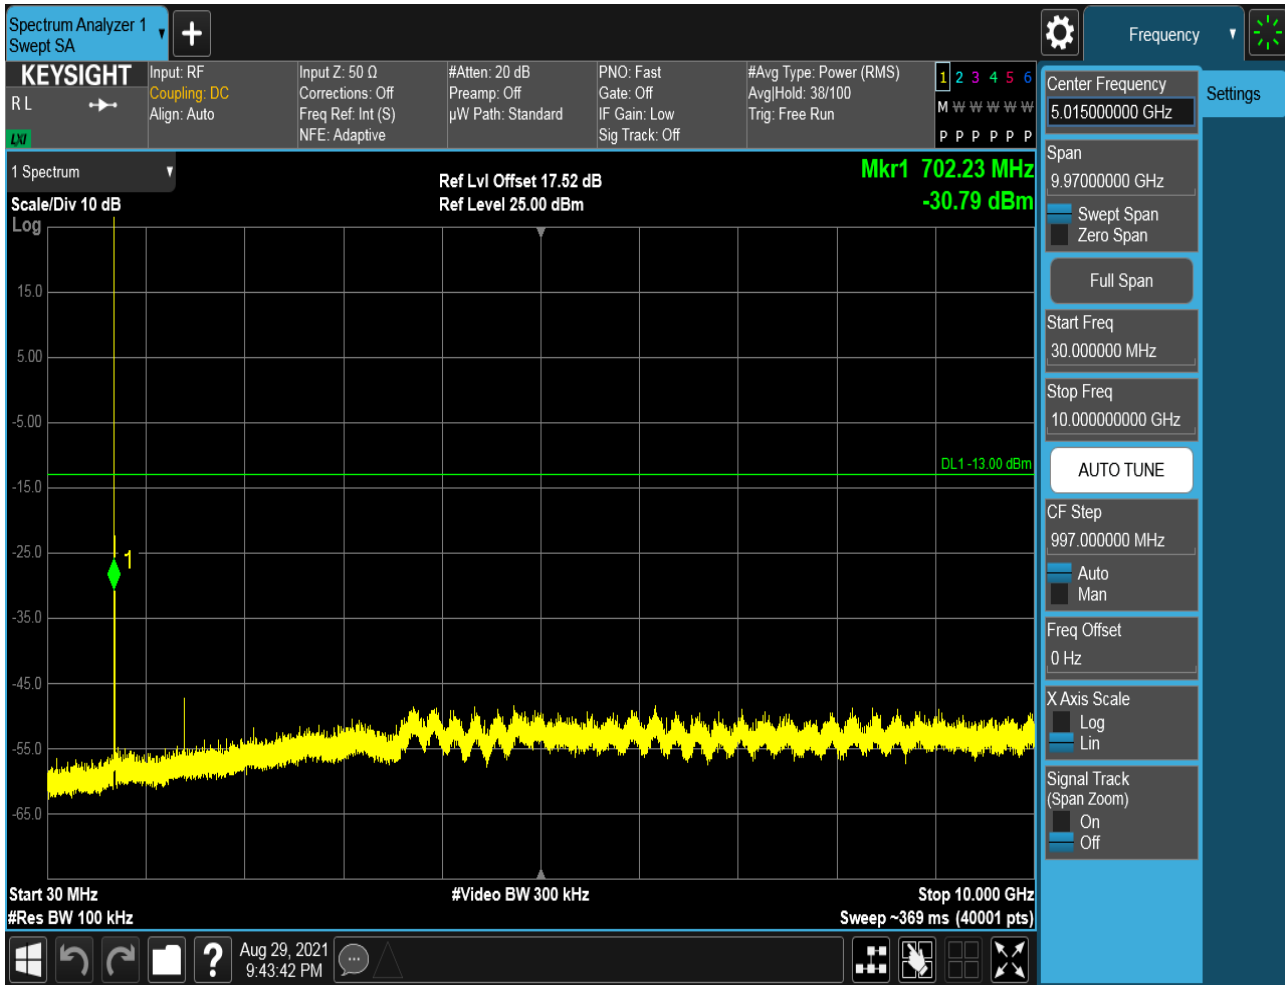 Spectrum Analyzer 1
Swept SA
+
Frequency
KEYSIGHT
R L
LXI
Input: RF
Coupling: DC
Align: Auto
Input Z: 50 Ω
Corrections: Off
Freq Ref: Int (S)
NFE: Adaptive
#Atten: 20 dB
Preamp: Off
µW Path: Standard
PNO: Fast
Gate: Off
IF Gain: Low
Sig Track: Off
#Avg Type: Power (RMS)
Avg|Hold: 38/100
Trig: Free Run
1 2 3 4 5 6
M W W W W W
P P P P P P
1 Spectrum
Scale/Div 10 dB
Log
Ref Lvl Offset 17.52 dB
Ref Level 25.00 dBm
Mkr1 702.23 MHz
-30.79 dBm
15.0
5.00
-5.00
DL1 -13.00 dBm
-15.0
-25.0
1
-35.0
-45.0
-55.0
-65.0
Start 30 MHz
#Video BW 300 kHz
Stop 10.000 GHz
#Res BW 100 kHz
Sweep ~369 ms (40001 pts)
Center Frequency
5.015000000 GHz
Settings
Span
9.97000000 GHz
Swept Span
Zero Span
Full Span
Start Freq
30.000000 MHz
Stop Freq
10.000000000 GHz
AUTO TUNE
CF Step
997.000000 MHz
Auto
Man
Freq Offset
0 Hz
X Axis Scale
Log
Lin
Signal Track
(Span Zoom)
On
Off
?
Aug 29, 2021
9:43:42 PM